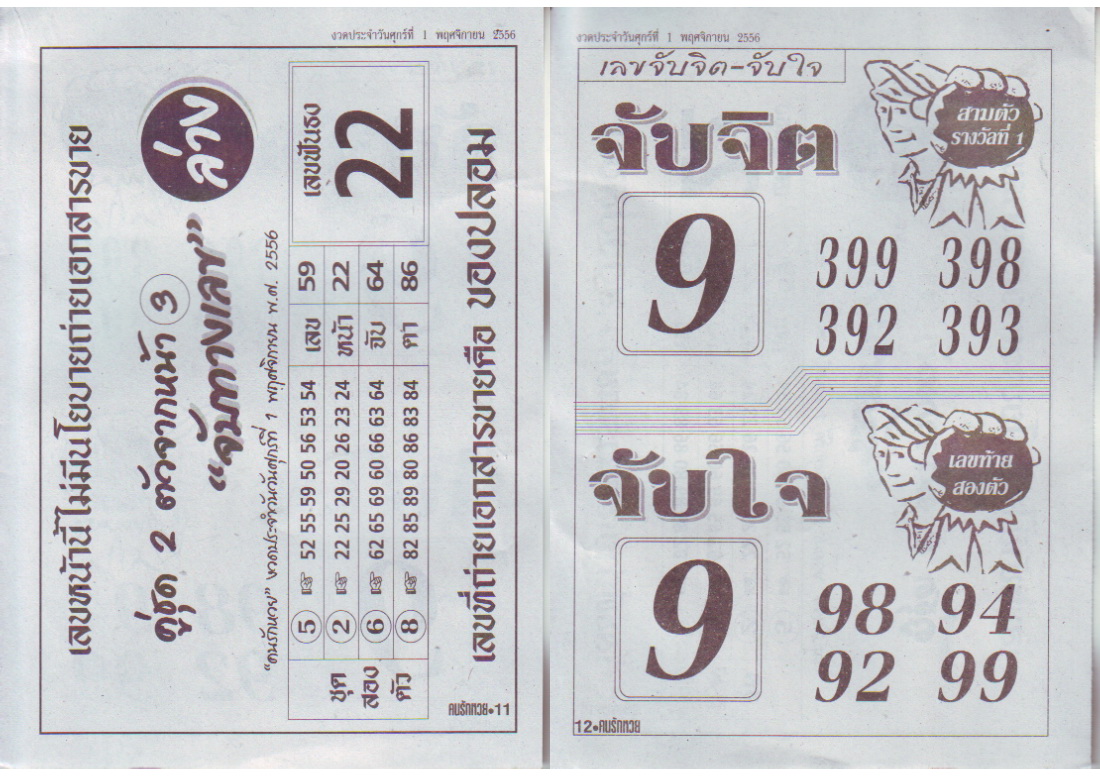 งวดประจำวันศุกร์ที่ 1 พฤศจิกายน 2556
เลขหน้านี้ไม่มีนโยบายถ่ายเอกสารขาย
คู่ชุด 2 ตัวจากหน้า 3
"จับทางเลข" ล่าง
"คนรักหวย" งวดประจำวันวันศุกร์ที่ 1 พฤศจิกายน พ.ศ. 2556
5 ☞ 52 55 59 50 56 53 54 เลข 59
ชุด 2 ☞ 22 25 29 20 26 23 24 หน้า 22
สอง 6 ☞ 62 65 69 60 66 63 64 จับ 64
ตัว 8 ☞ 82 85 89 80 86 83 84 ตา 86
เลขฟันธง
22
เลขที่ถ่ายเอกสารขายคือ ของปลอม
คนรักหวย•11
งวดประจำวันศุกร์ที่ 1 พฤศจิกายน 2556
เลขจับจิต-จับใจ
จับจิต
สามตัว
รางวัลที่ 1
9
399 398
392 393
จับใจ
เลขท้าย
สองตัว
9
98 94
92 99
12•คนรักหวย